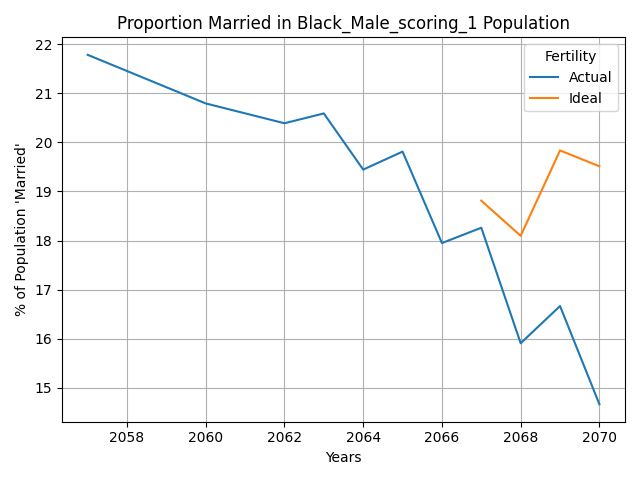 Proportion Married in Black_Male_scoring_1 Population
Fertility
Actual
Ideal
% of Population 'Married'
22
21
20
19
18
17
16
15
2058
2060
2062
2064
2066
2068
2070
Years